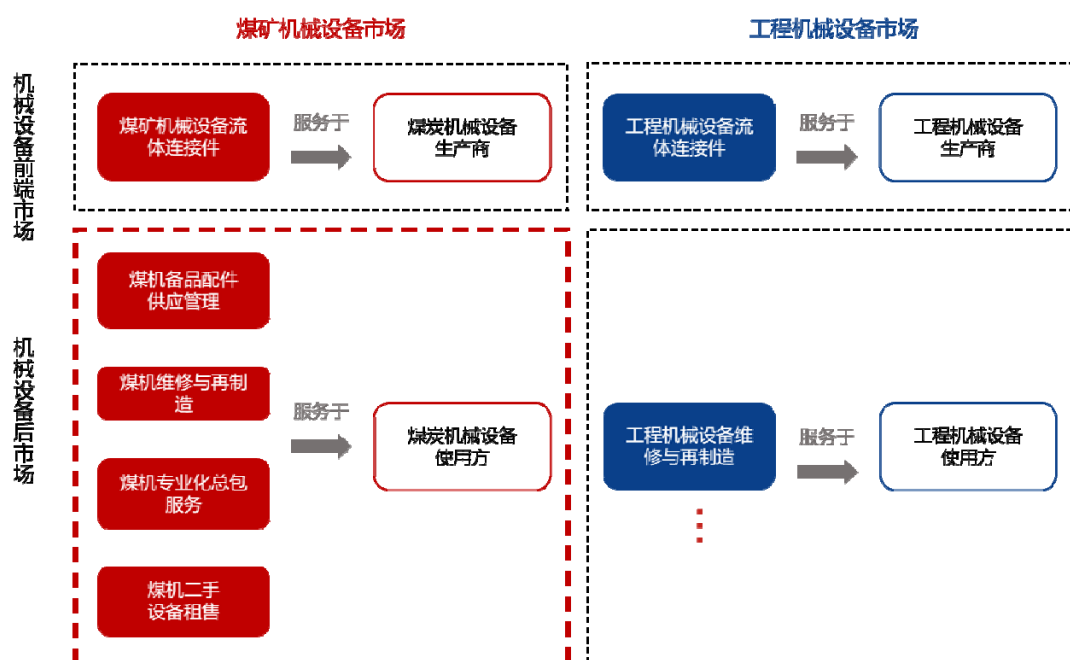 煤矿机械设备市场
工程机械设备市场
机械设备前端市场
煤矿机械设备流
体连接件
服务于
煤炭机械设备
生产商
工程机械设备流
体连接件
服务于
工程机械设备
生产商
机械设备后市场
煤机备品配件
供应管理
煤机维修与再制
造
煤机专业化总包
服务
煤机二手
设备租售
服务于
煤炭机械设备
使用方
工程机械设备维
修与再制造
服务于
工程机械设备
使用方